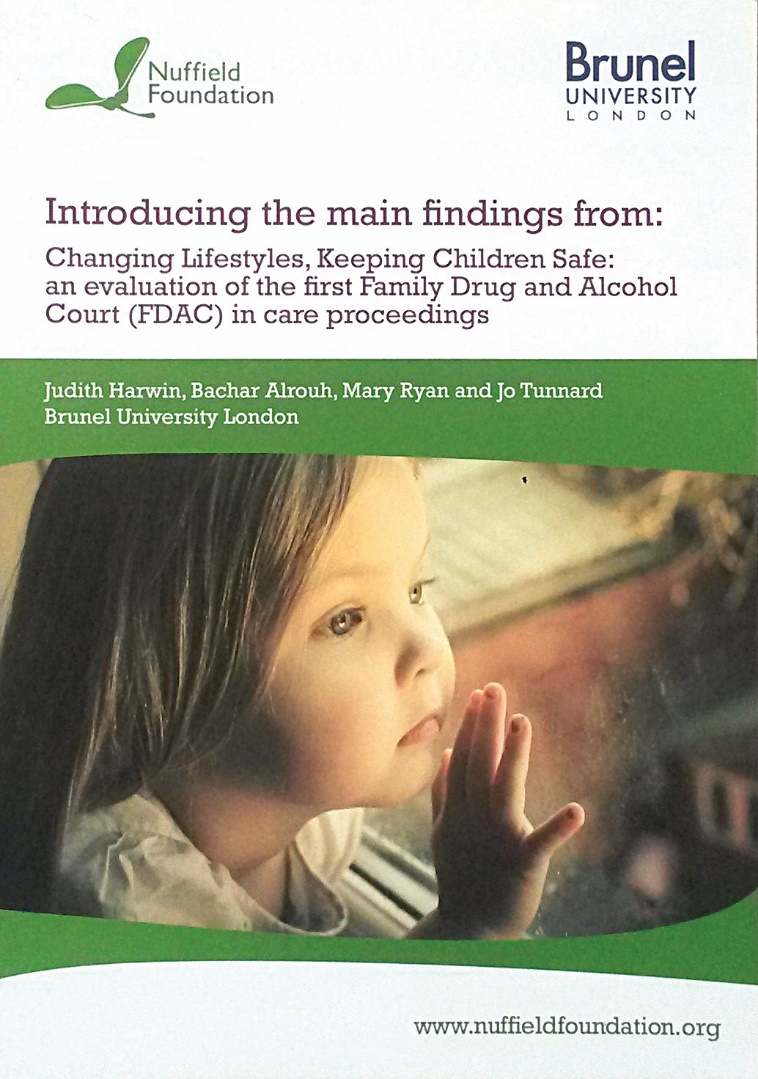 Nuffield
Foundation
Brunel
UNIVERSITY
LONDON
Introducing the main findings from:
Changing Lifestyles, Keeping Children Safe:
an evaluation of the first Family Drug and Alcohol
Court (FDAC) in care proceedings
Judith Harwin, Bachar Alrouh, Mary Ryan and Jo Tunnard
Brunel University London
www.nuffieldfoundation.org